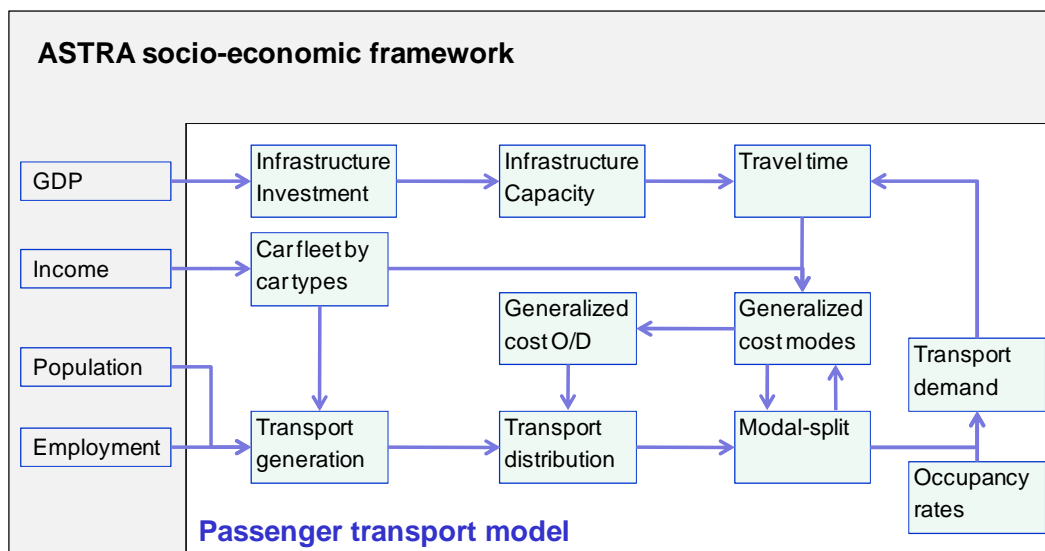 ASTRA socio-economic framework
GDP
Infrastructure
Investment
Infrastructure
Capacity
Travel time
Income
Car fleet by
car types
Generalized
cost O/D
Generalized
cost modes
Population
Transport
demand
Employment
Transport
generation
Transport
distribution
Modal-split
Occupancy
rates
Passenger transport model